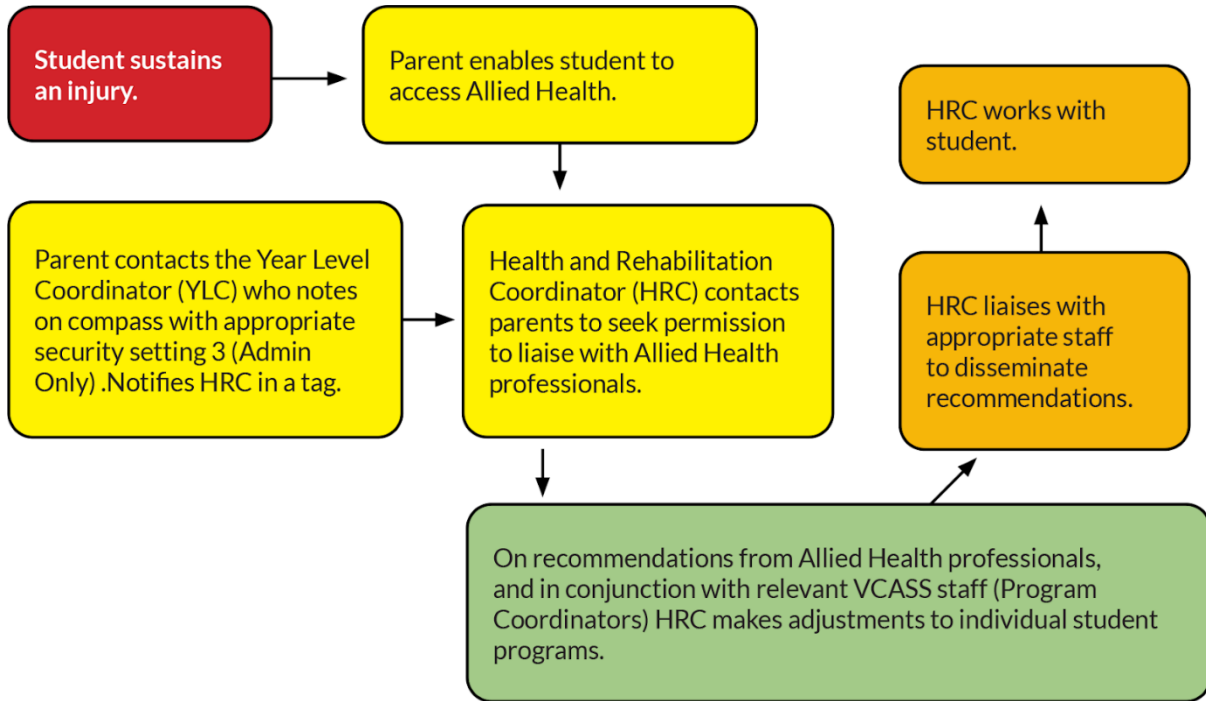 Student sustains
an injury.
Parent enables student to
access Allied Health.
Parent contacts the Year Level
Coordinator (YLC) who notes
on compass with appropriate
security setting 3 (Admin
Only) .Notifies HRC in a tag.
Health and Rehabilitation
Coordinator (HRC) contacts
parents to seek permission
to liaise with Allied Health
professionals.
On recommendations from Allied Health professionals,
and in conjunction with relevant VCASS staff (Program
Coordinators) HRC makes adjustments to individual student
programs.
HRC liaises with
appropriate staff
to disseminate
recommendations.
HRC works with
student.